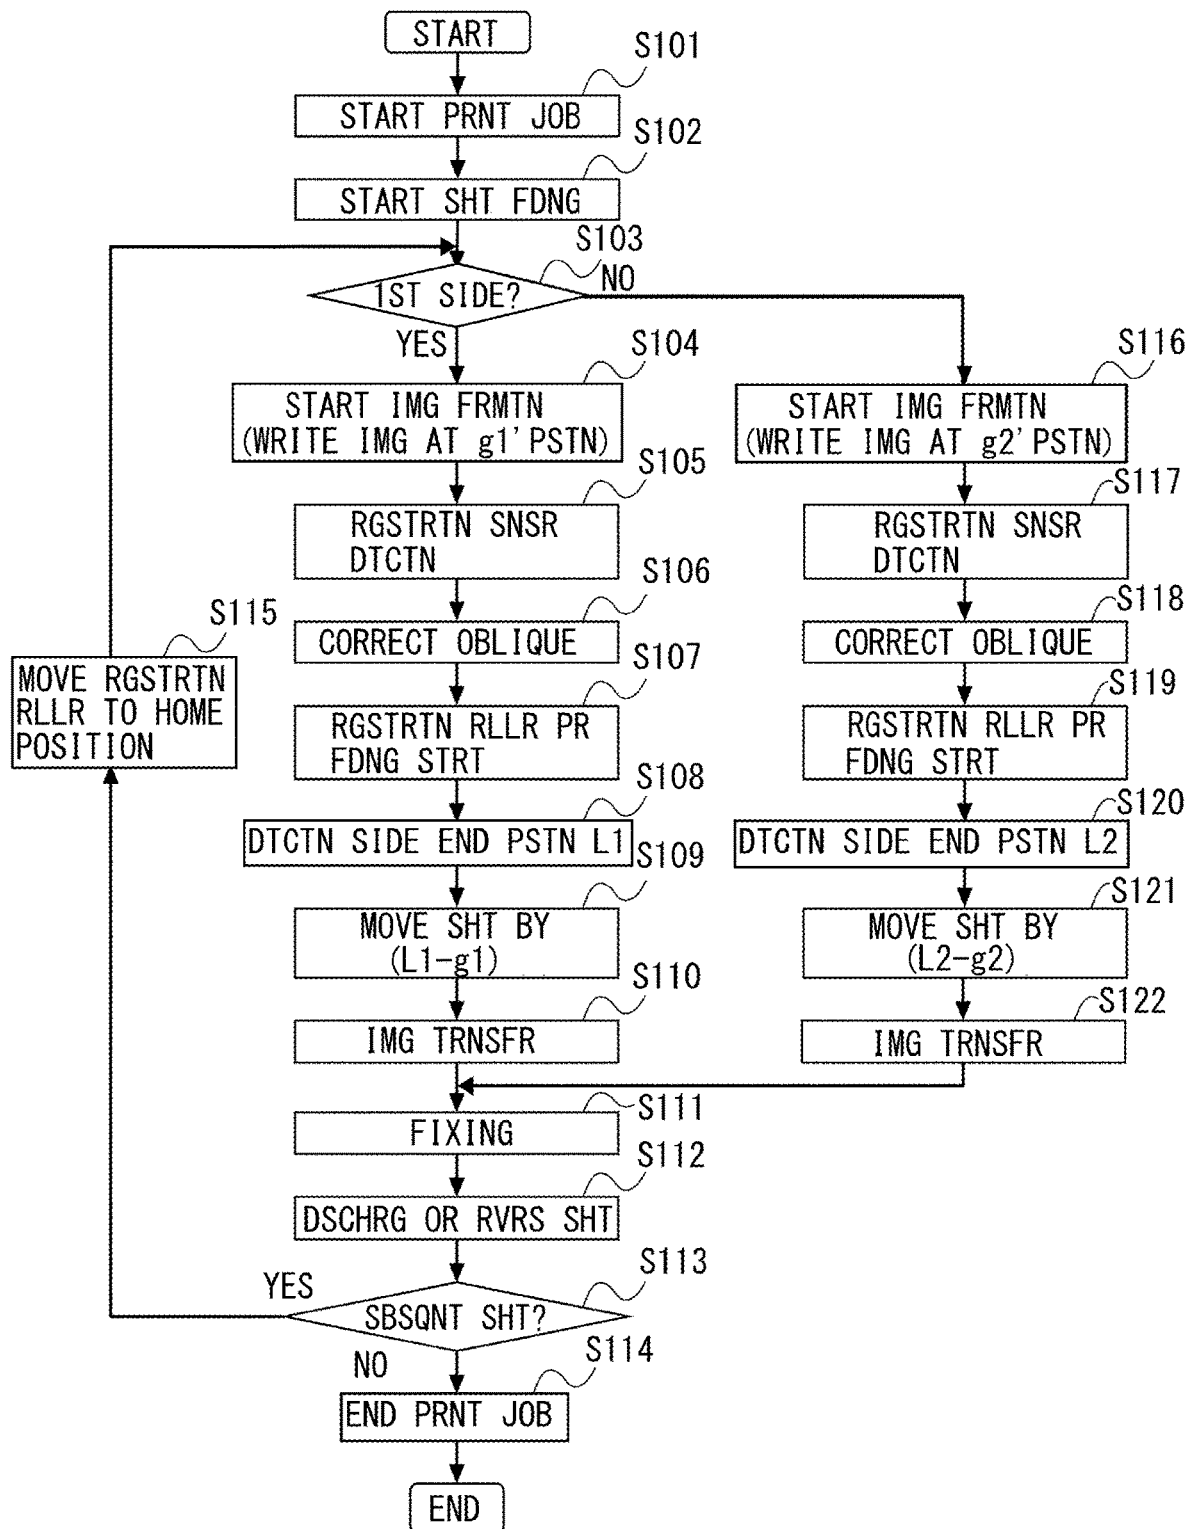 START
S101
START PRNT JOB
S102
START SHT FDNG
S103
1ST SIDE?
NO
YES
S104
START IMG FRMTN
(WRITE IMG AT g1'PSTN)
S105
RGSTRTN SNSR
DTCTN
S106
CORRECT OBLIQUE
S107
RGSTRTN RLLR PR
FDNG STRT
S108
DTCTN SIDE END PSTN L1
S109
MOVE SHT BY
(L1-g1)
S110
IMG TRNSFR
S116
START IMG FRMTN
(WRITE IMG AT g2'PSTN)
S117
RGSTRTN SNSR
DTCTN
S118
CORRECT OBLIQUE
S119
RGSTRTN RLLR PR
FDNG STRT
S120
DTCTN SIDE END PSTN L2
S121
MOVE SHT BY
(L2-g2)
S122
IMG TRNSFR
S111
FIXING
S112
DSCHRG OR RVRS SHT
S113
SBSQNT SHT?
YES
S115
MOVE RGSTRTN
RLLR TO HOME
POSITION
NO
S114
END PRNT JOB
END